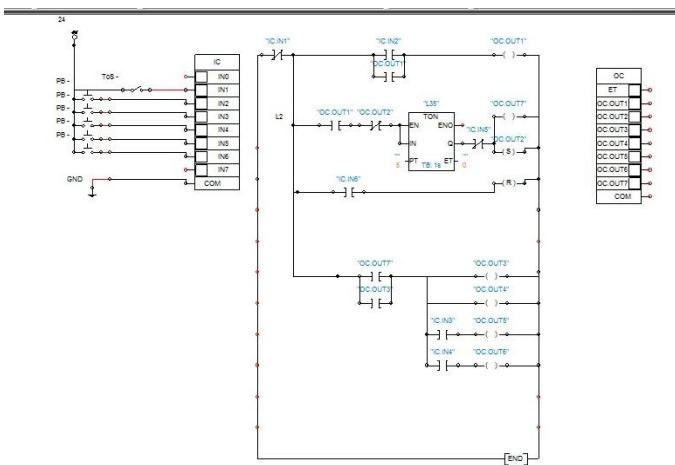 24
IC
IN0
ToS -
PB -
IN1
PB -
IN2
PB -
IN3
PB -
IN4
PB -
IN5
IN6
IN7
GND
COM
"IC.IN1"
"IC.IN2"
"OC.OUT1"
"OC.OUT1"
L2
"OC.OUT1"
"OC.OUT2"
"L35"
TON
EN
ENO
IN
Q
PT
TB: 16
ET
""
5
""
0
"IC.IN5"
"OC.OUT7"
"OC.OUT2"
S
"IC.IN6"
R
"OC.OUT7"
"OC.OUT3"
"OC.OUT3"
"OC.OUT4"
"IC.IN3"
"OC.OUT5"
"IC.IN4"
"OC.OUT6"
END
OC
ET
OC.OUT1
OC.OUT2
OC.OUT3
OC.OUT4
OC.OUT5
OC.OUT6
OC.OUT7
COM